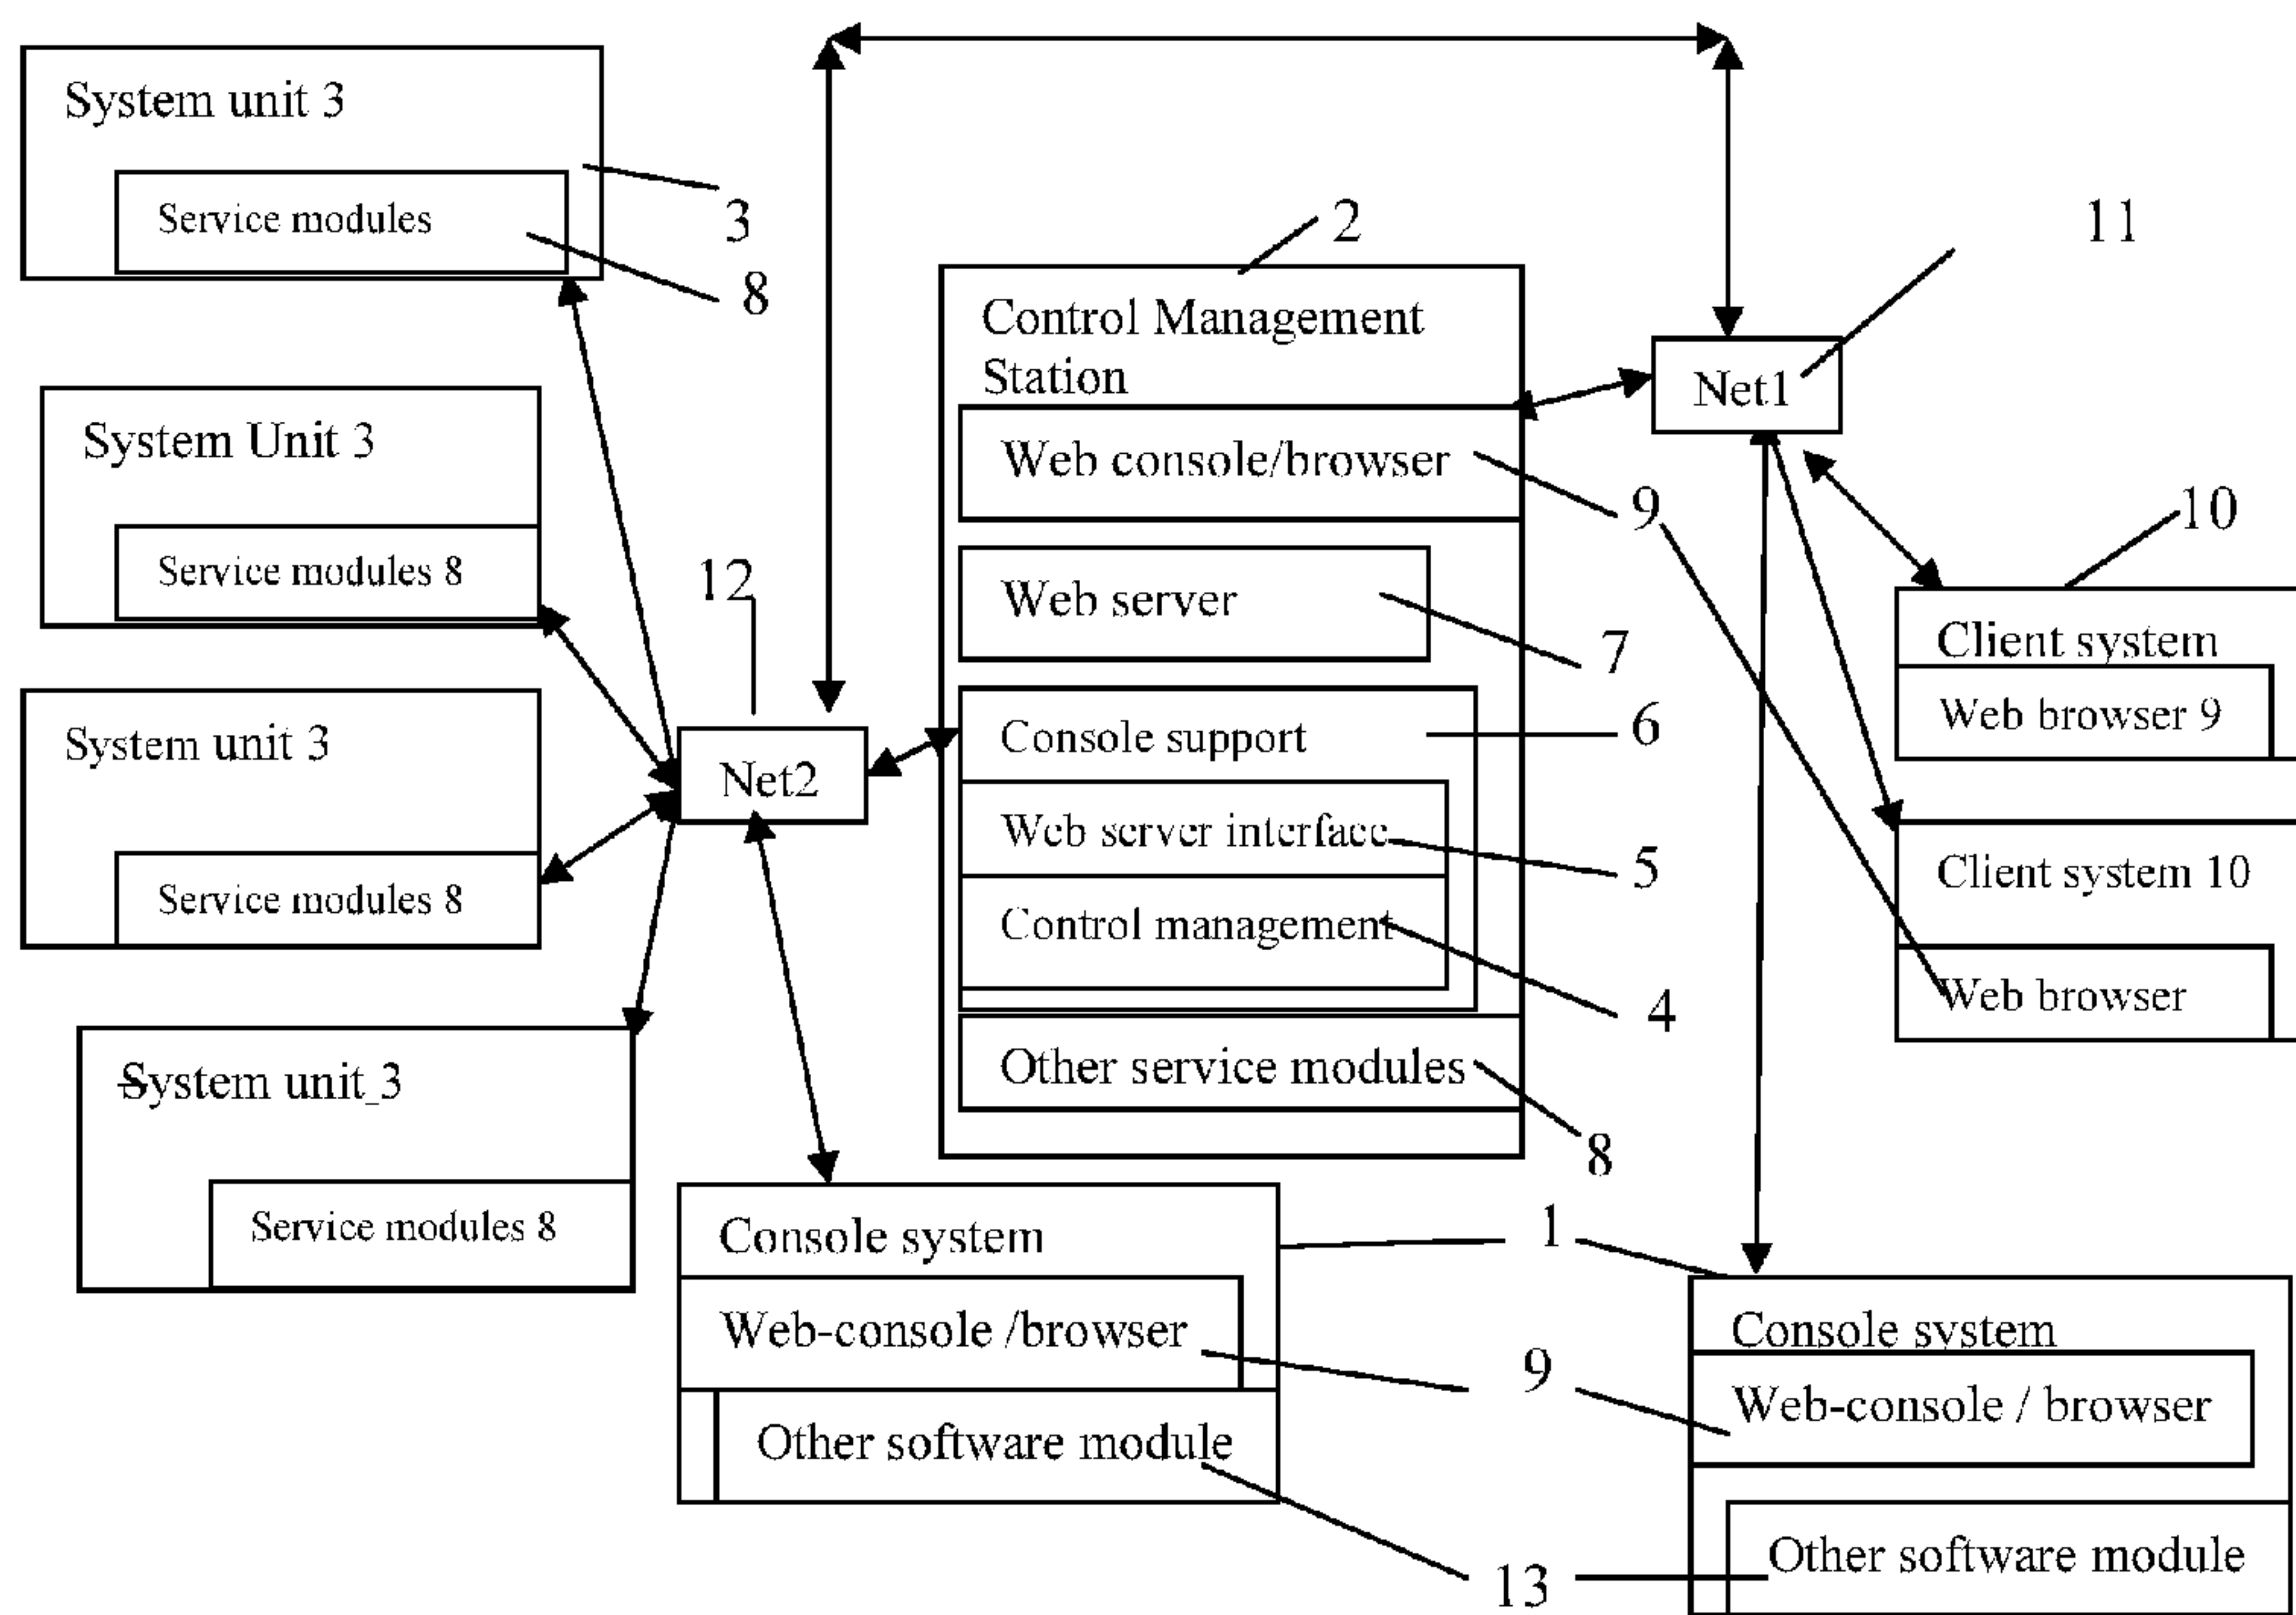 System unit 3
Service modules
3
8
System Unit 3
Service modules 8
System unit 3
Service modules 8
System unit 3
Service modules 8
12
Net2
2
Control Management
Station
Web console/browser
9
Web server
7
Console support
6
Web server interface
5
Control management
4
Other service modules
8
11
Net1
10
Client system
Web browser 9
Client system 10
Web browser
Console system
1
Web-console /browser
9
Other software module
13
Console system
Web-console / browser
Other software module